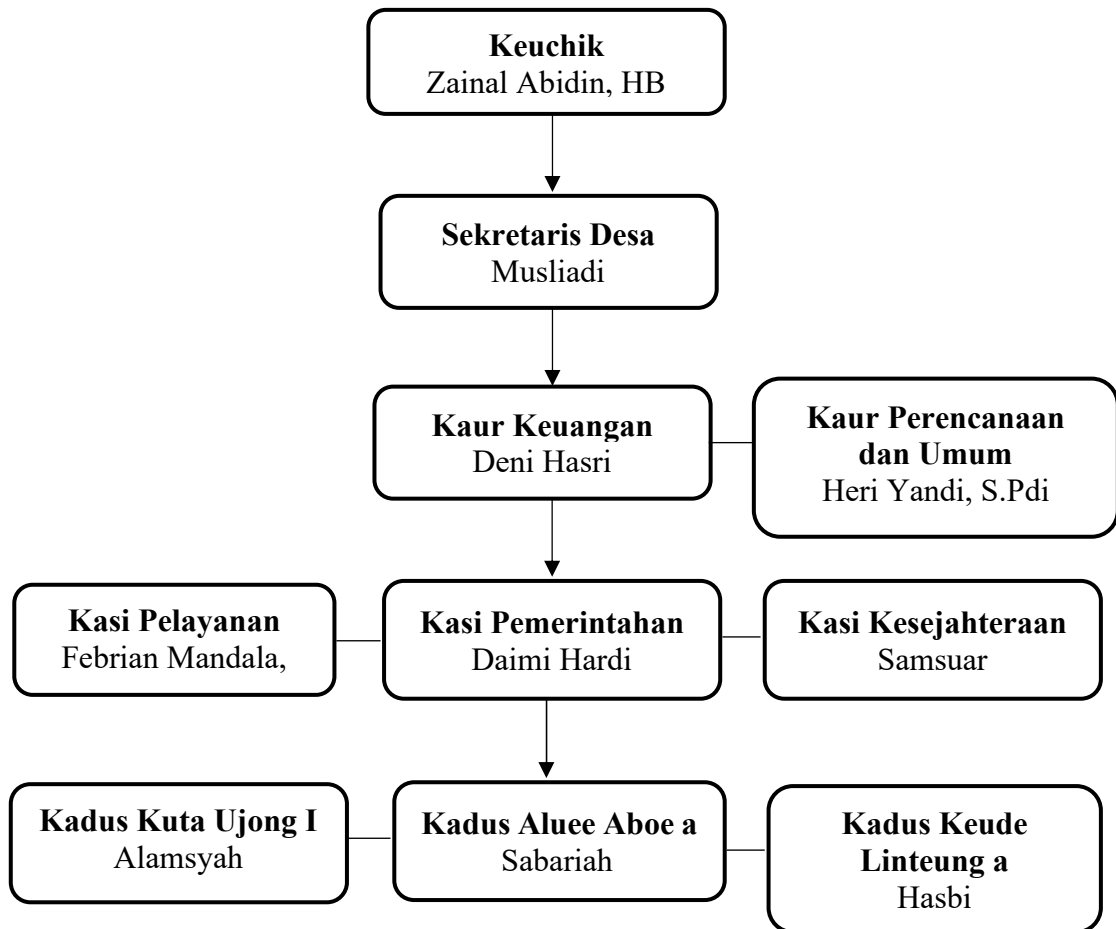 Keuchik
Zainal Abidin, HB
Sekretaris Desa
Musliadi
Kaur Keuangan
Deni Hasri
Kaur Perencanaan
dan Umum
Heri Yandi, S.Pdi
Kasi Pelayanan
Febrian Mandala,
Kasi Pemerintahan
Daimi Hardi
Kasi Kesejahteraan
Samsuar
Kadus Kuta Ujong I
Alamsyah
Kadus Aluee Aboe a
Sabariah
Kadus Keude
Linteung a
Hasbi